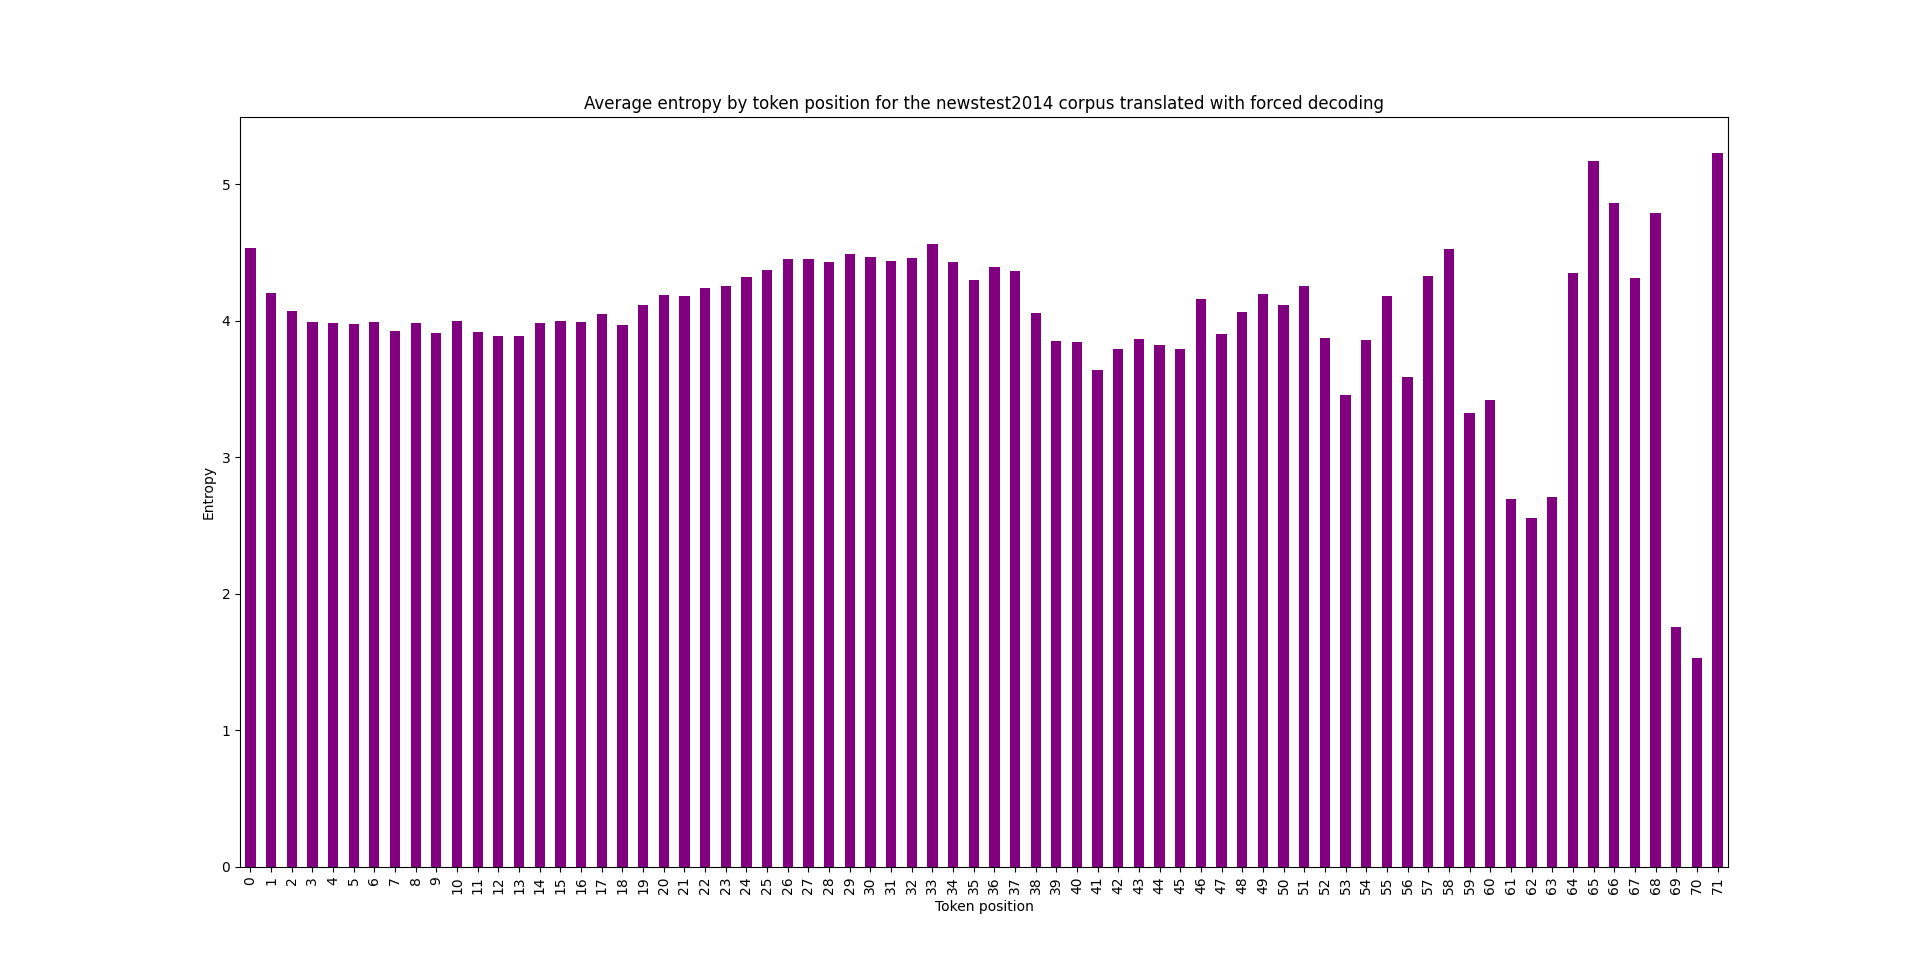 Average entropy by token position for the newstest2014 corpus translated with forced decoding
5
4
3
2
1
0
Entropy
0 1 2 3 4 5 6 7 8 9 10 11 12 13 14 15 16 17 18 19 20 21 22 23 24 25 26 27 28 29 30 31 32 33 34 35 36 37 38 39 40 41 42 43 44 45 46 47 48 49 50 51 52 53 54 55 56 57 58 59 60 61 62 63 64 65 66 67 68 69 70 71
Token position